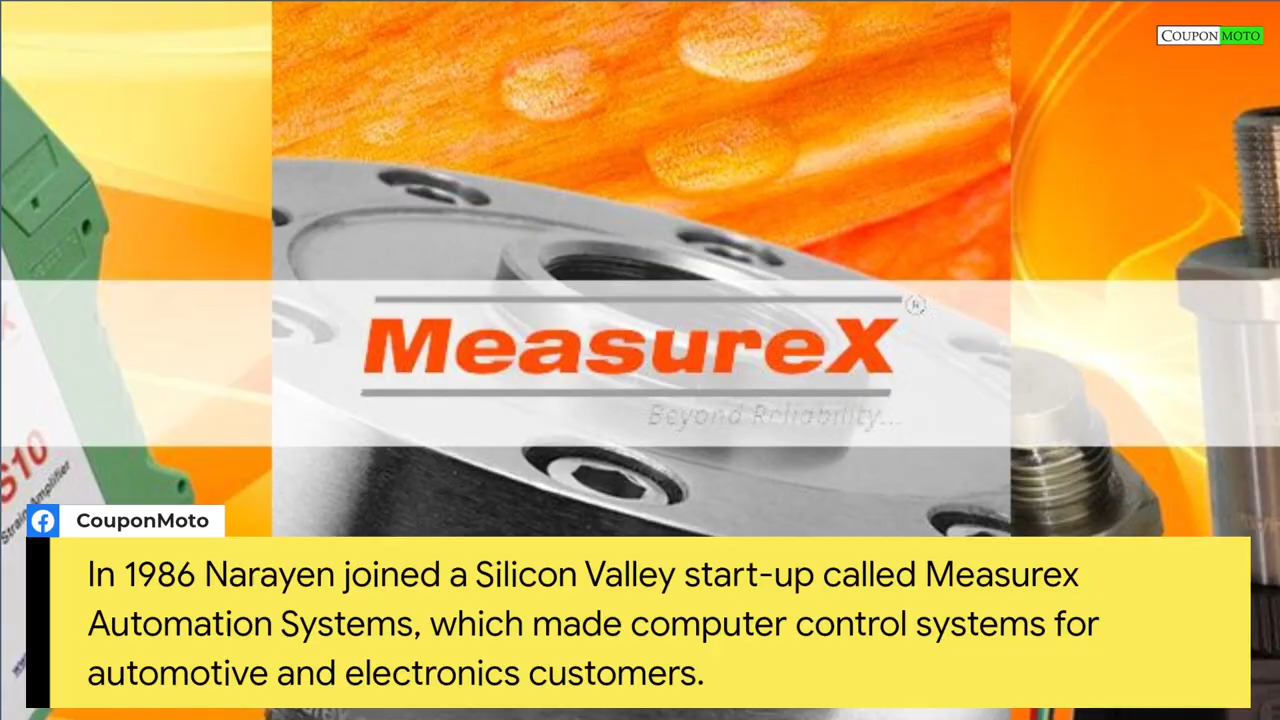 COUPON MOTO
MeasureX
Beyond Reliability...
S10
Strain Amplifier
CouponMoto
In 1986 Narayen joined a Silicon Valley start-up called Measurex
Automation Systems, which made computer control systems for
automotive and electronics customers.